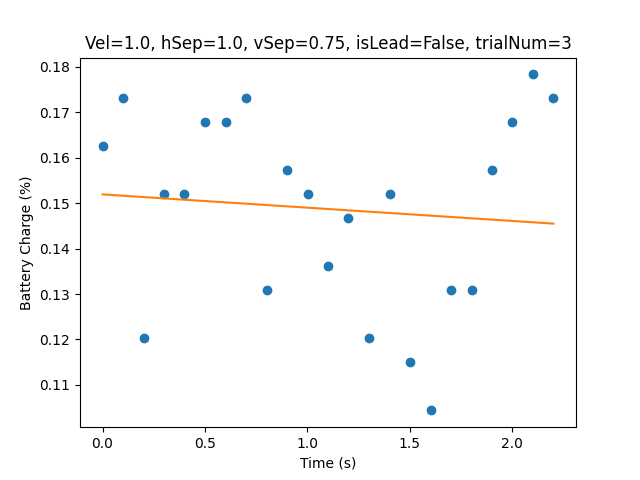 Vel=1.0, hSep=1.0, vSep=0.75, isLead=False, trialNum=3
0.18
0.17
0.16
0.15
0.14
0.13
0.12
0.11
Battery Charge (%)
0.0 0.5 1.0 1.5 2.0
Time (s)